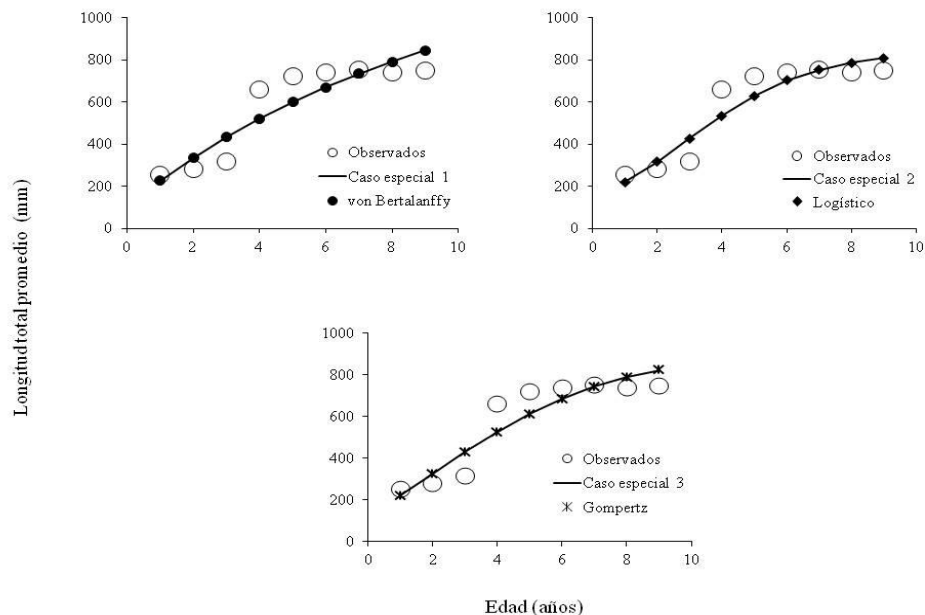 1000
800
600
400
200
0
0 2 4 6 8 10
Observados
Caso especial 1
von Bertalanffy
1000
800
600
400
200
0
0 2 4 6 8 10
Observados
Caso especial 2
Logístico
1000
800
600
400
200
0
0 2 4 6 8 10
Observados
Caso especial 3
Gompertz
Longitud total promedio (mm)
Edad (años)